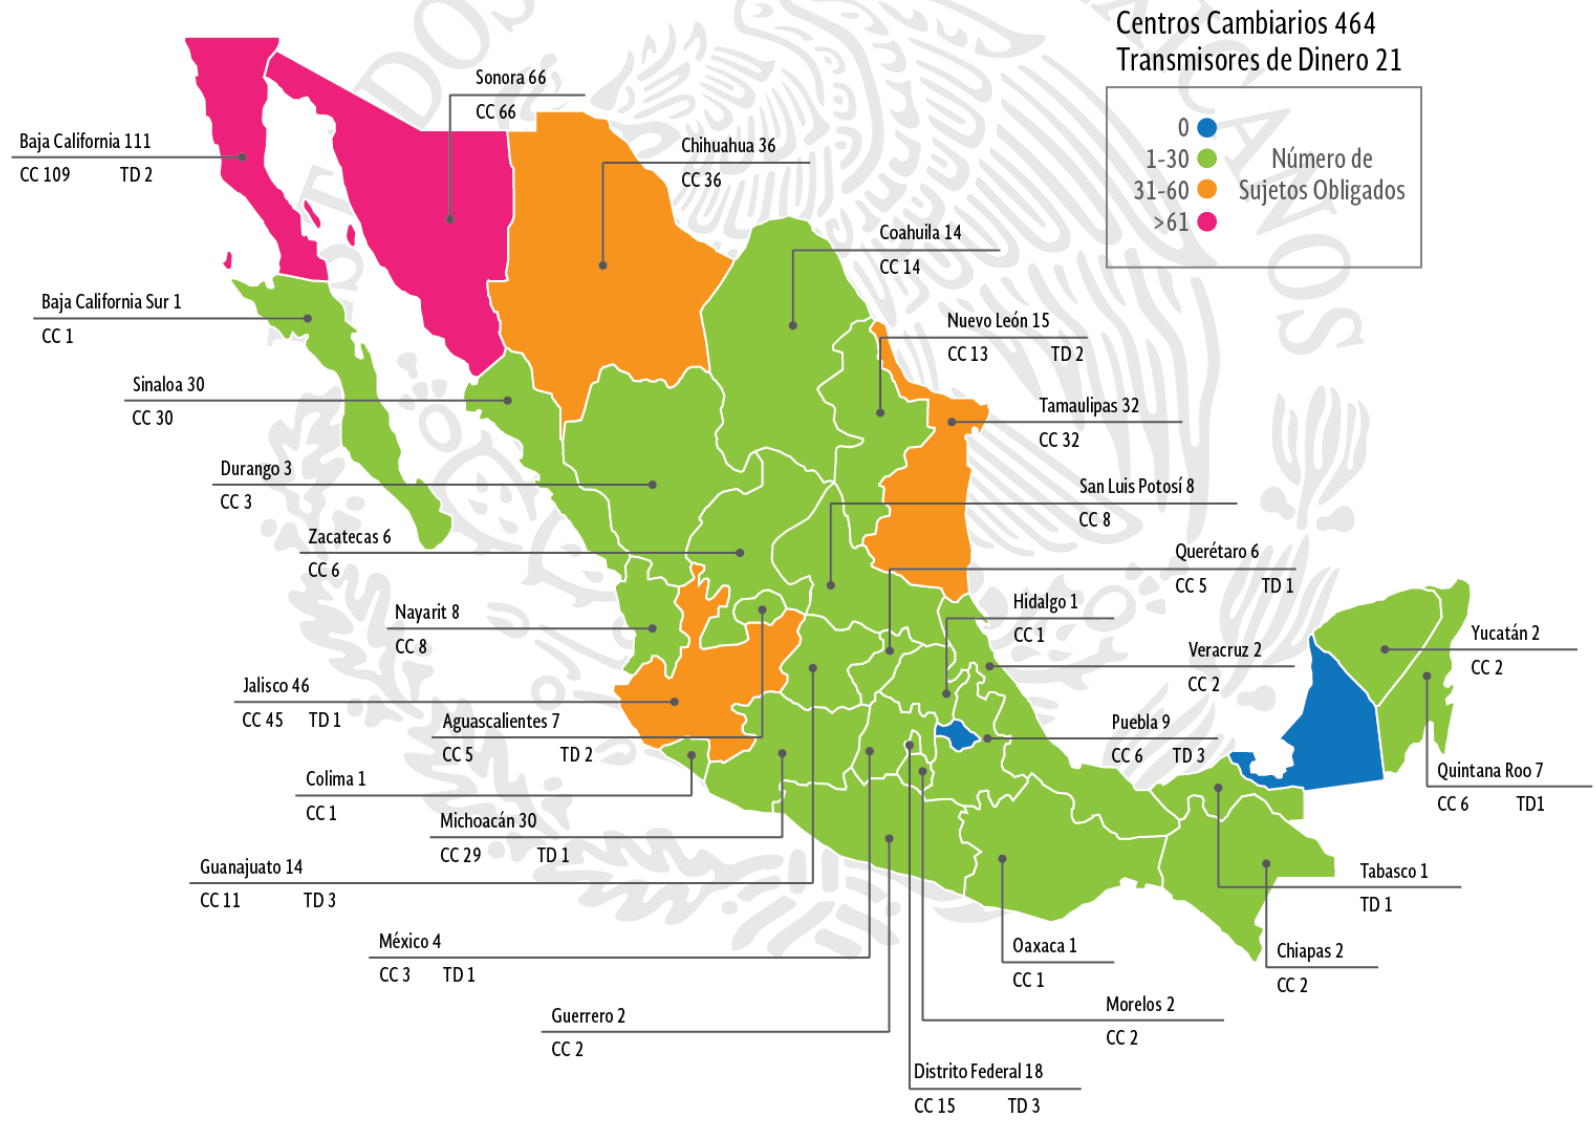 Centros Cambiarios 464
Transmisores de Dinero 21
0
1-30
31-60
>61
Número de
Sujetos Obligados
Sonora 66
CC 66
Baja California 111
CC 109 TD 2
Chihuahua 36
CC 36
Coahuila 14
CC 14
Baja California Sur 1
CC 1
Nuevo León 15
CC 13 TD 2
Sinaloa 30
CC 30
Tamaulipas 32
CC 32
Durango 3
CC 3
San Luis Potosí 8
CC 8
Zacatecas 6
CC 6
Querétaro 6
CC 5 TD 1
Nayarit 8
CC 8
Hidalgo 1
CC 1
Yucatán 2
CC 2
Veracruz 2
CC 2
Jalisco 46
CC 45 TD 1
Aguascalientes 7
CC 5 TD 2
Puebla 9
CC 6 TD 3
Quintana Roo 7
CC 6 TD1
Colima 1
CC 1
Michoacán 30
CC 29 TD 1
Guanajuato 14
CC 11 TD 3
Tabasco 1
TD 1
México 4
CC 3 TD 1
Oaxaca 1
CC 1
Chiapas 2
CC 2
Guerrero 2
CC 2
Morelos 2
CC 2
Distrito Federal 18
CC 15 TD 3